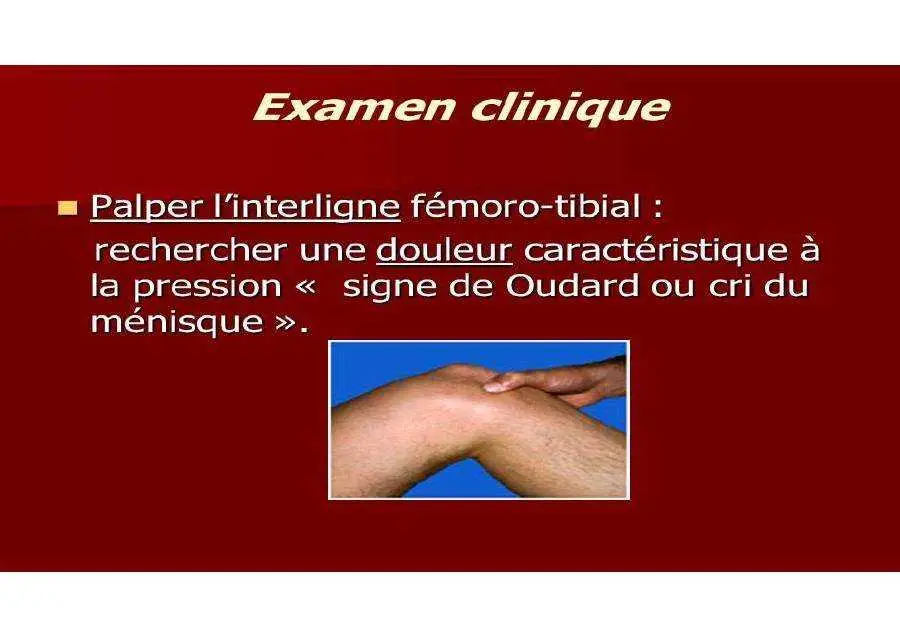 Examen clinique
Palper l'interligne fémoro-tibial :
rechercher une douleur caractéristique à
la pression «  signe de Oudard ou cri du
ménisque ».